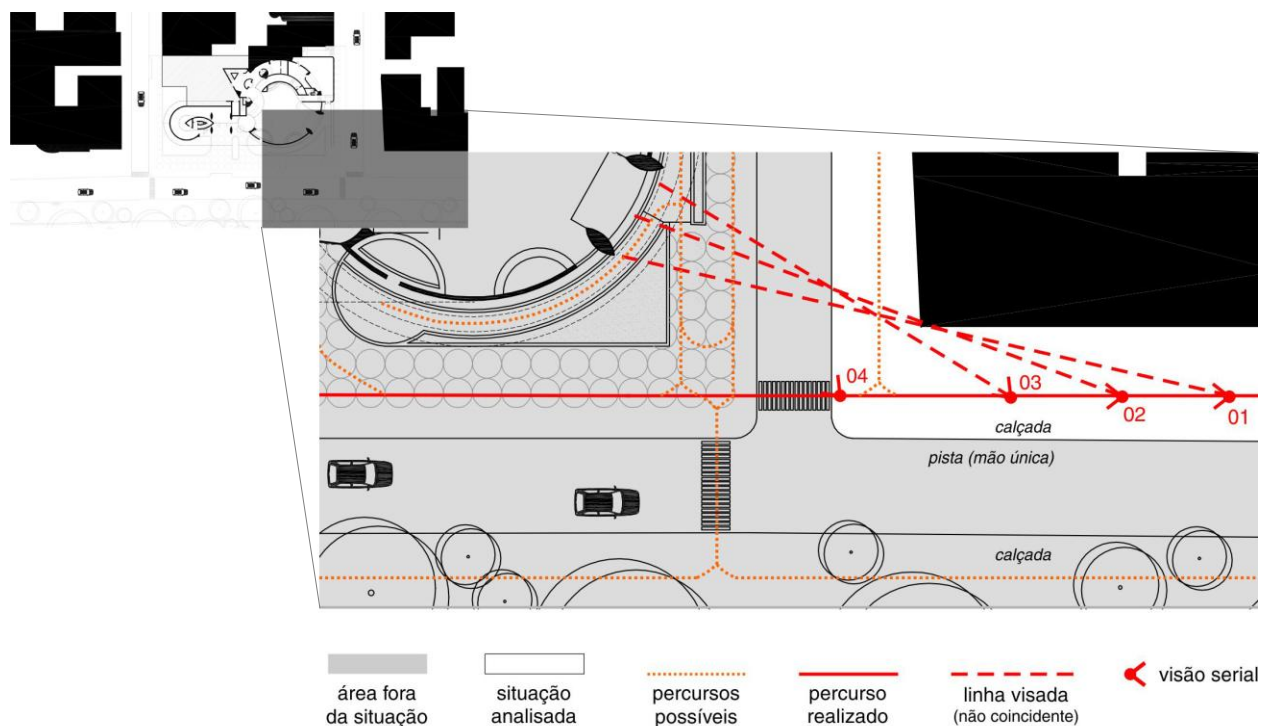 04
03
02
01
calçada
pista (mão única)
calçada
área fora
da situação
situação
analisada
percursos
possíveis
percurso
realizado
linha visada
(não coincidente)
visão serial